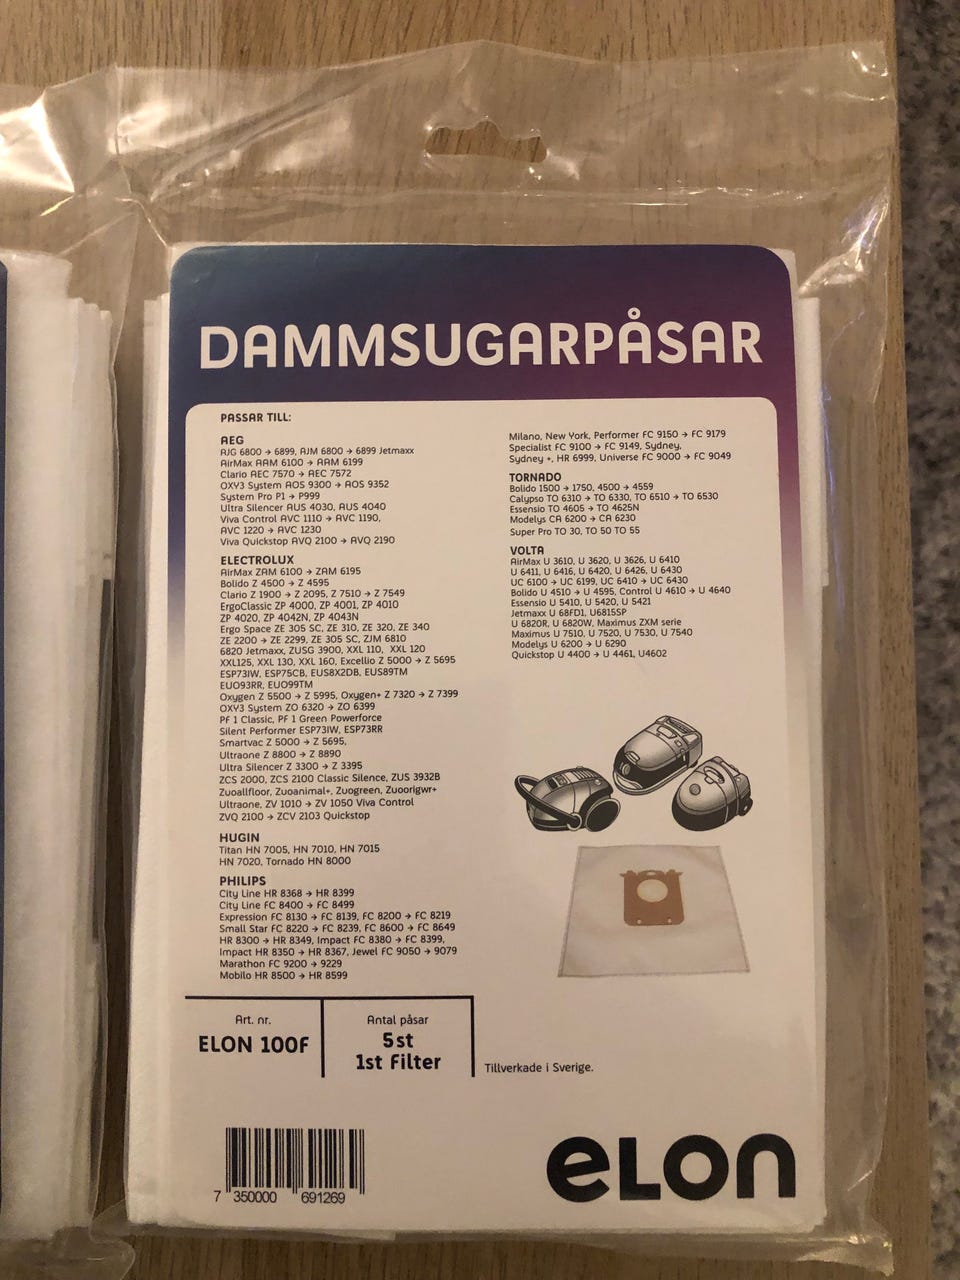 DAMMSUGARPÅSAR
PASSAR TILL:
AEG
AJG 6800 → 6899, AJM 6800 → 6899 Jetmaxx
AirMax AAM 6100 → AAM 6199
Clario AEC 7570 → AEC 7572
OXY3 System AOS 9300 → AOS 9352
System Pro P1 → P999
Ultra Silencer AUS 4030, AUS 4040
Viva Control AVC 1110 → AVC 1190,
AVC 1220 → AVC 1230
Viva Quickstop AVQ 2100 → AVQ 2190
ELECTROLUX
AirMax ZAM 6100 → ZAM 6195
Bolido Z 4500 → Z 4595
Clario Z 1900 → Z 2095, Z 7510 → Z 7549
ErgoClassic ZP 4000, ZP 4001, ZP 4010
ZP 4020, ZP 4042N, ZP 4043N
Ergo Space ZE 305 SC, ZE 310, ZE 320, ZE 340
ZE 2200 → ZE 2299, ZE 305 SC, ZJM 6810
6820 Jetmaxx, ZUSG 3900, XXL 110, XXL 120
XXL125, XXL 130, XXL 160, Excellio Z 5000 → Z 5695
ESP73IW, ESP75CB, EUS8X2DB, EUS89TM
EUO93RR, EUO99TM
Oxygen Z 5500 → Z 5995, Oxygen+ Z 7320 → Z 7399
OXY3 System ZO 6320 → ZO 6399
PF 1 Classic, PF 1 Green Powerforce
Silent Performer ESP73IW, ESP73RR
Smartvac Z 5000 → Z 5695,
Ultraone Z 8800 → Z 8890
Ultra Silencer Z 3300 → Z 3395
ZCS 2000, ZCS 2100 Classic Silence, ZUS 3932B
Zuoallfloor, Zuoanimal+, Zuogreen, Zuoorigwr+
Ultraone, ZV 1010 → ZV 1050 Viva Control
ZVQ 2100 → ZCV 2103 Quickstop
HUGIN
Titan HN 7005, HN 7010, HN 7015
HN 7020, Tornado HN 8000
PHILIPS
City Line HR 8368 → HR 8399
City Line FC 8400 → FC 8499
Expression FC 8130 → FC 8139, FC 8200 → FC 8219
Small Star FC 8220 → FC 8239, FC 8600 → FC 8649
HR 8300 → HR 8349, Impact FC 8380 → FC 8399,
Impact HR 8350 → HR 8367, Jewel FC 9050 → 9079
Marathon FC 9200 → 9229
Mobilo HR 8500 → HR 8599
Milano, New York, Performer FC 9150 → FC 9179
Specialist FC 9100 → FC 9149, Sydney,
Sydney +, HR 6999, Universe FC 9000 → FC 9049
TORNADO
Bolido 1500 → 1750, 4500 → 4559
Calypso TO 6310 → TO 6330, TO 6510 → TO 6530
Essensio TO 4605 → TO 4625N
Modelys CA 6200 → CA 6230
Super Pro TO 30, TO 50 TO 55
VOLTA
AirMax U 3610, U 3620, U 3626, U 6410
U 6411, U 6416, U 6420, U 6426, U 6430
UC 6100 → UC 6199, UC 6410 → UC 6430
Bolido U 4510 → U 4595, Control U 4610 → U 4640
Essensio U 5410, U 5420, U 5421
Jetmaxx U 68FD1, U6815SP
U 6820R, U 6820W, Maximus ZXM serie
Maximus U 7510, U 7520, U 7530, U 7540
Modelys U 6200 → U 6290
Quickstop U 4400 → U 4461, U4602
Art. nr.
ELON 100F
Antal påsar
5st
1st Filter
Tillverkade i Sverige.
7 350000 691269
eLON